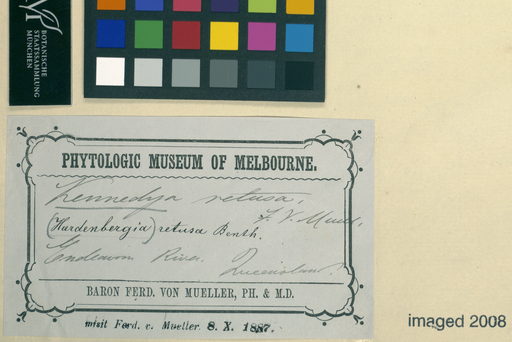 BOTANISCHE
STAATSSAMMLUNG
MÜNCHEN
PHYTOLOGIC MUSEUM OF MELBOURNE.
Kennedya retusa,
F. v. Muell.
(Hardenbergia) retusa Benth.
Endeavour River. Queensland.
BARON FERD. VON MUELLER, PH. & M.D.
misit Ferd. v. Mueller 8. X. 1887.
imaged 2008